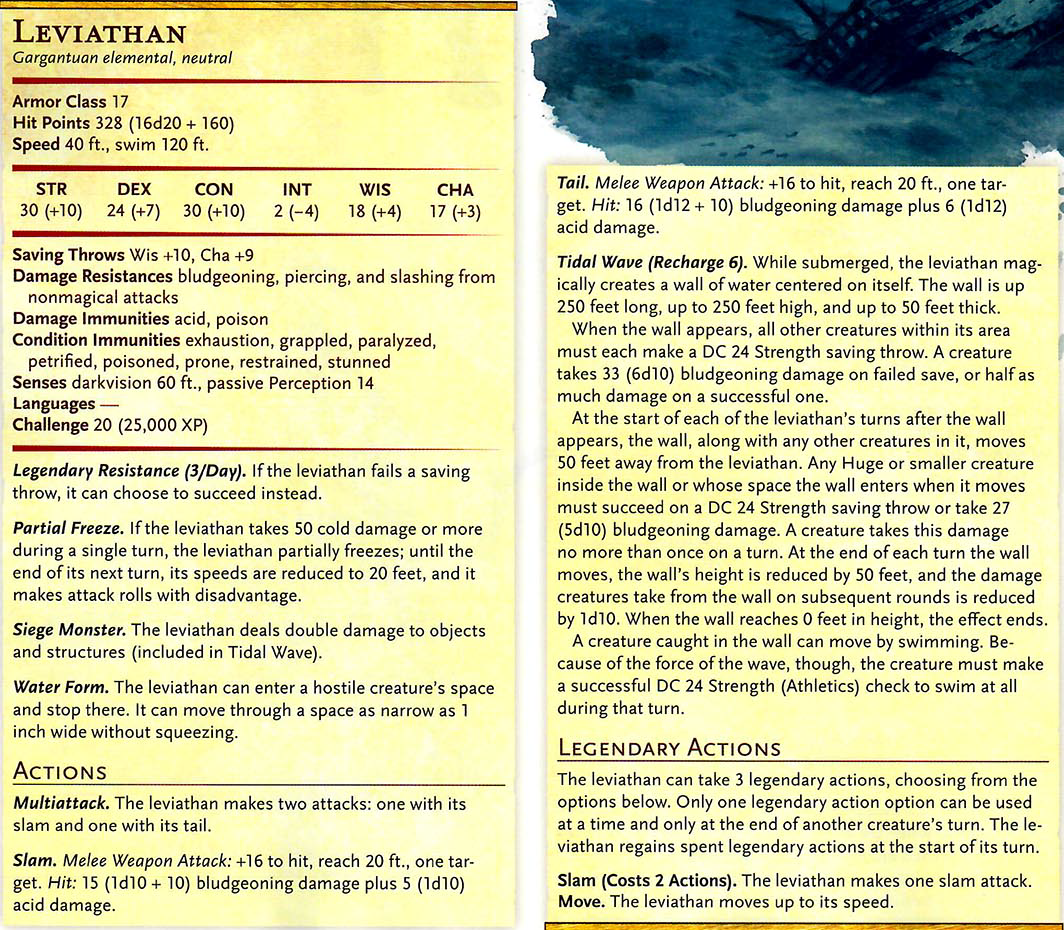 LEVIATHAN
Gargantuan elemental, neutral
Armor Class 17
Hit Points 328 (16d20 + 160)
Speed 40 ft., swim 120 ft.
STR DEX CON INT WIS CHA
30 (+10) 24 (+7) 30 (+10) 2 (−4) 18 (+4) 17 (+3)
Saving Throws Wis +10, Cha +9
Damage Resistances bludgeoning, piercing, and slashing from
nonmagical attacks
Damage Immunities acid, poison
Condition Immunities exhaustion, grappled, paralyzed,
petrified, poisoned, prone, restrained, stunned
Senses darkvision 60 ft., passive Perception 14
Languages —
Challenge 20 (25,000 XP)
Legendary Resistance (3/Day). If the leviathan fails a saving
throw, it can choose to succeed instead.
Partial Freeze. If the leviathan takes 50 cold damage or more
during a single turn, the leviathan partially freezes; until the
end of its next turn, its speeds are reduced to 20 feet, and it
makes attack rolls with disadvantage.
Siege Monster. The leviathan deals double damage to objects
and structures (included in Tidal Wave).
Water Form. The leviathan can enter a hostile creature's space
and stop there. It can move through a space as narrow as 1
inch wide without squeezing.
ACTIONS
Multiattack. The leviathan makes two attacks: one with its
slam and one with its tail.
Slam. Melee Weapon Attack: +16 to hit, reach 20 ft., one tar-
get. Hit: 15 (1d10 + 10) bludgeoning damage plus 5 (1d10)
acid damage.
Tail. Melee Weapon Attack: +16 to hit, reach 20 ft., one tar-
get. Hit: 16 (1d12 + 10) bludgeoning damage plus 6 (1d12)
acid damage.
Tidal Wave (Recharge 6). While submerged, the leviathan mag-
ically creates a wall of water centered on itself. The wall is up
250 feet long, up to 250 feet high, and up to 50 feet thick.
When the wall appears, all other creatures within its area
must each make a DC 24 Strength saving throw. A creature
takes 33 (6d10) bludgeoning damage on failed save, or half as
much damage on a successful one.
At the start of each of the leviathan's turns after the wall
appears, the wall, along with any other creatures in it, moves
50 feet away from the leviathan. Any Huge or smaller creature
inside the wall or whose space the wall enters when it moves
must succeed on a DC 24 Strength saving throw or take 27
(5d10) bludgeoning damage. A creature takes this damage
no more than once on a turn. At the end of each turn the wall
moves, the wall's height is reduced by 50 feet, and the damage
creatures take from the wall on subsequent rounds is reduced
by 1d10. When the wall reaches 0 feet in height, the effect ends.
A creature caught in the wall can move by swimming. Be-
cause of the force of the wave, though, the creature must make
a successful DC 24 Strength (Athletics) check to swim at all
during that turn.
LEGENDARY ACTIONS
The leviathan can take 3 legendary actions, choosing from the
options below. Only one legendary action option can be used
at a time and only at the end of another creature's turn. The le-
viathan regains spent legendary actions at the start of its turn.
Slam (Costs 2 Actions). The leviathan makes one slam attack.
Move. The leviathan moves up to its speed.